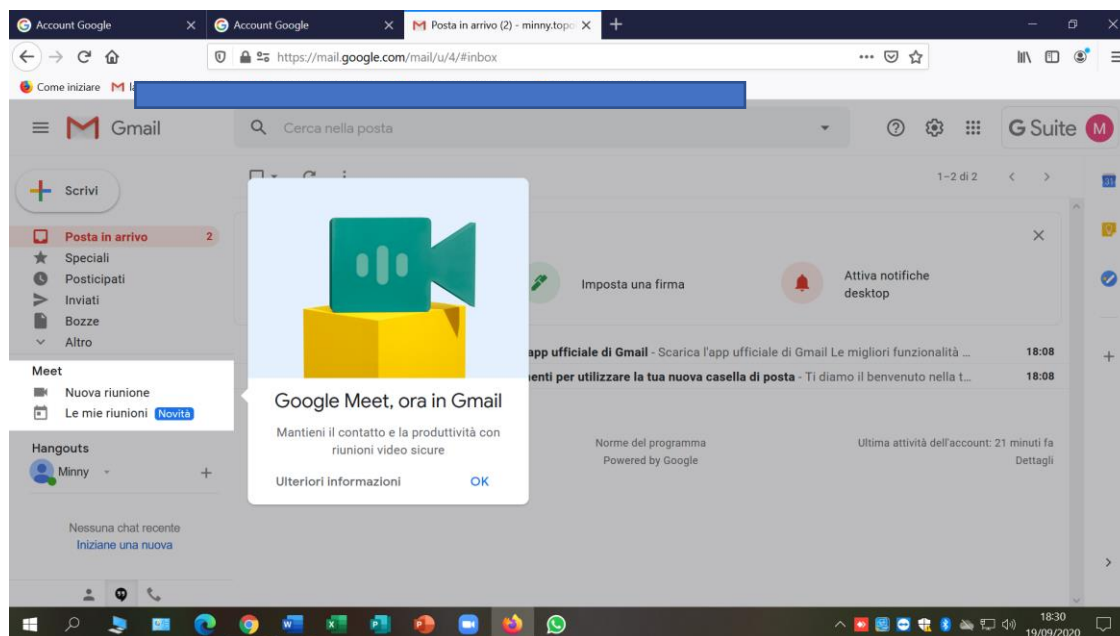 Account Google
Account Google
Posta in arrivo (2) - minny.topo
https://mail.google.com/mail/u/4/#inbox
Come iniziare
Gmail
Cerca nella posta
G Suite
M
Scrivi
1–2 di 2
31
Posta in arrivo 2
Speciali
Posticipati
Inviati
Bozze
Altro
Imposta una firma
Attiva notifiche
desktop
app ufficiale di Gmail - Scarica l'app ufficiale di Gmail Le migliori funzionalità ... 18:08
enti per utilizzare la tua nuova casella di posta - Ti diamo il benvenuto nella t... 18:08
Meet
Nuova riunione
Le mie riunioni Novità
Google Meet, ora in Gmail
Mantieni il contatto e la produttività con
riunioni video sicure
Ulteriori informazioni OK
Hangouts
Minny
Nessuna chat recente
Iniziane una nuova
Norme del programma
Powered by Google
Ultima attività dell'account: 21 minuti fa
Dettagli
18:30
19/09/2020